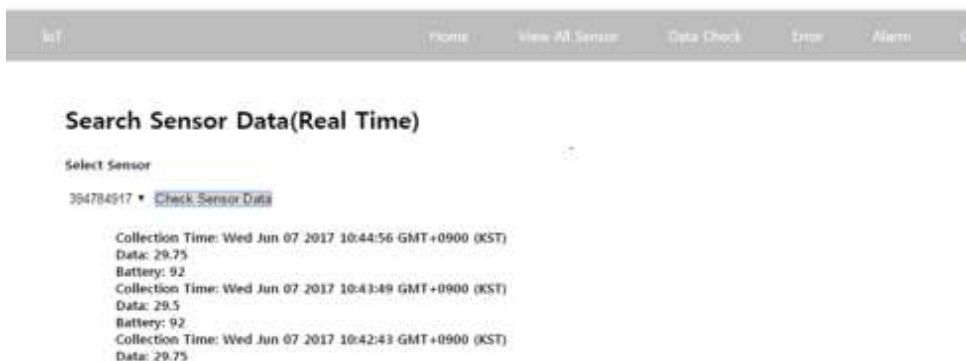 IoT Home View All Sensor Data Check Error Alarm
Search Sensor Data(Real Time)
Select Sensor
394784917 ▾ Check Sensor Data
Collection Time: Wed Jun 07 2017 10:44:56 GMT+0900 (KST)
Data: 29.75
Battery: 92
Collection Time: Wed Jun 07 2017 10:43:49 GMT+0900 (KST)
Data: 29.5
Battery: 92
Collection Time: Wed Jun 07 2017 10:42:43 GMT+0900 (KST)
Data: 29.75